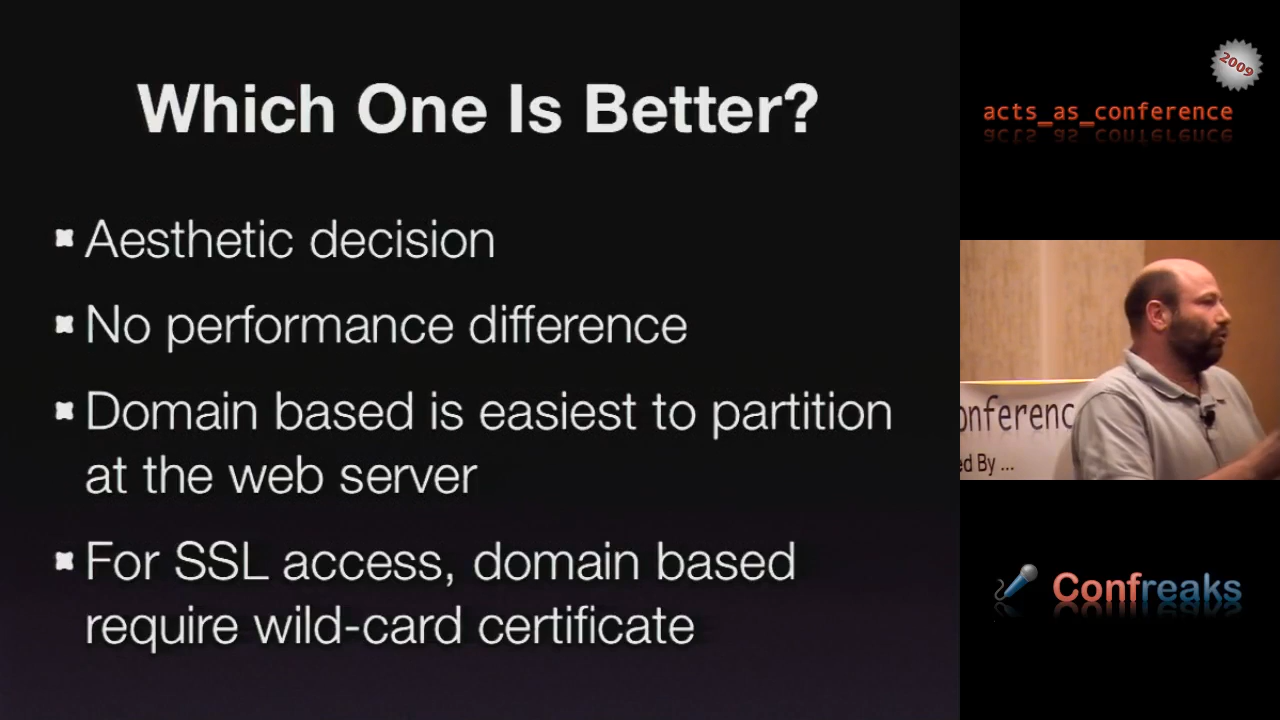 Which One Is Better?
Aesthetic decision
No performance difference
Domain based is easiest to partition
at the web server
For SSL access, domain based
require wild-card certificate
2009
acts_as_conference
onferenc
ed By ...
Confreaks